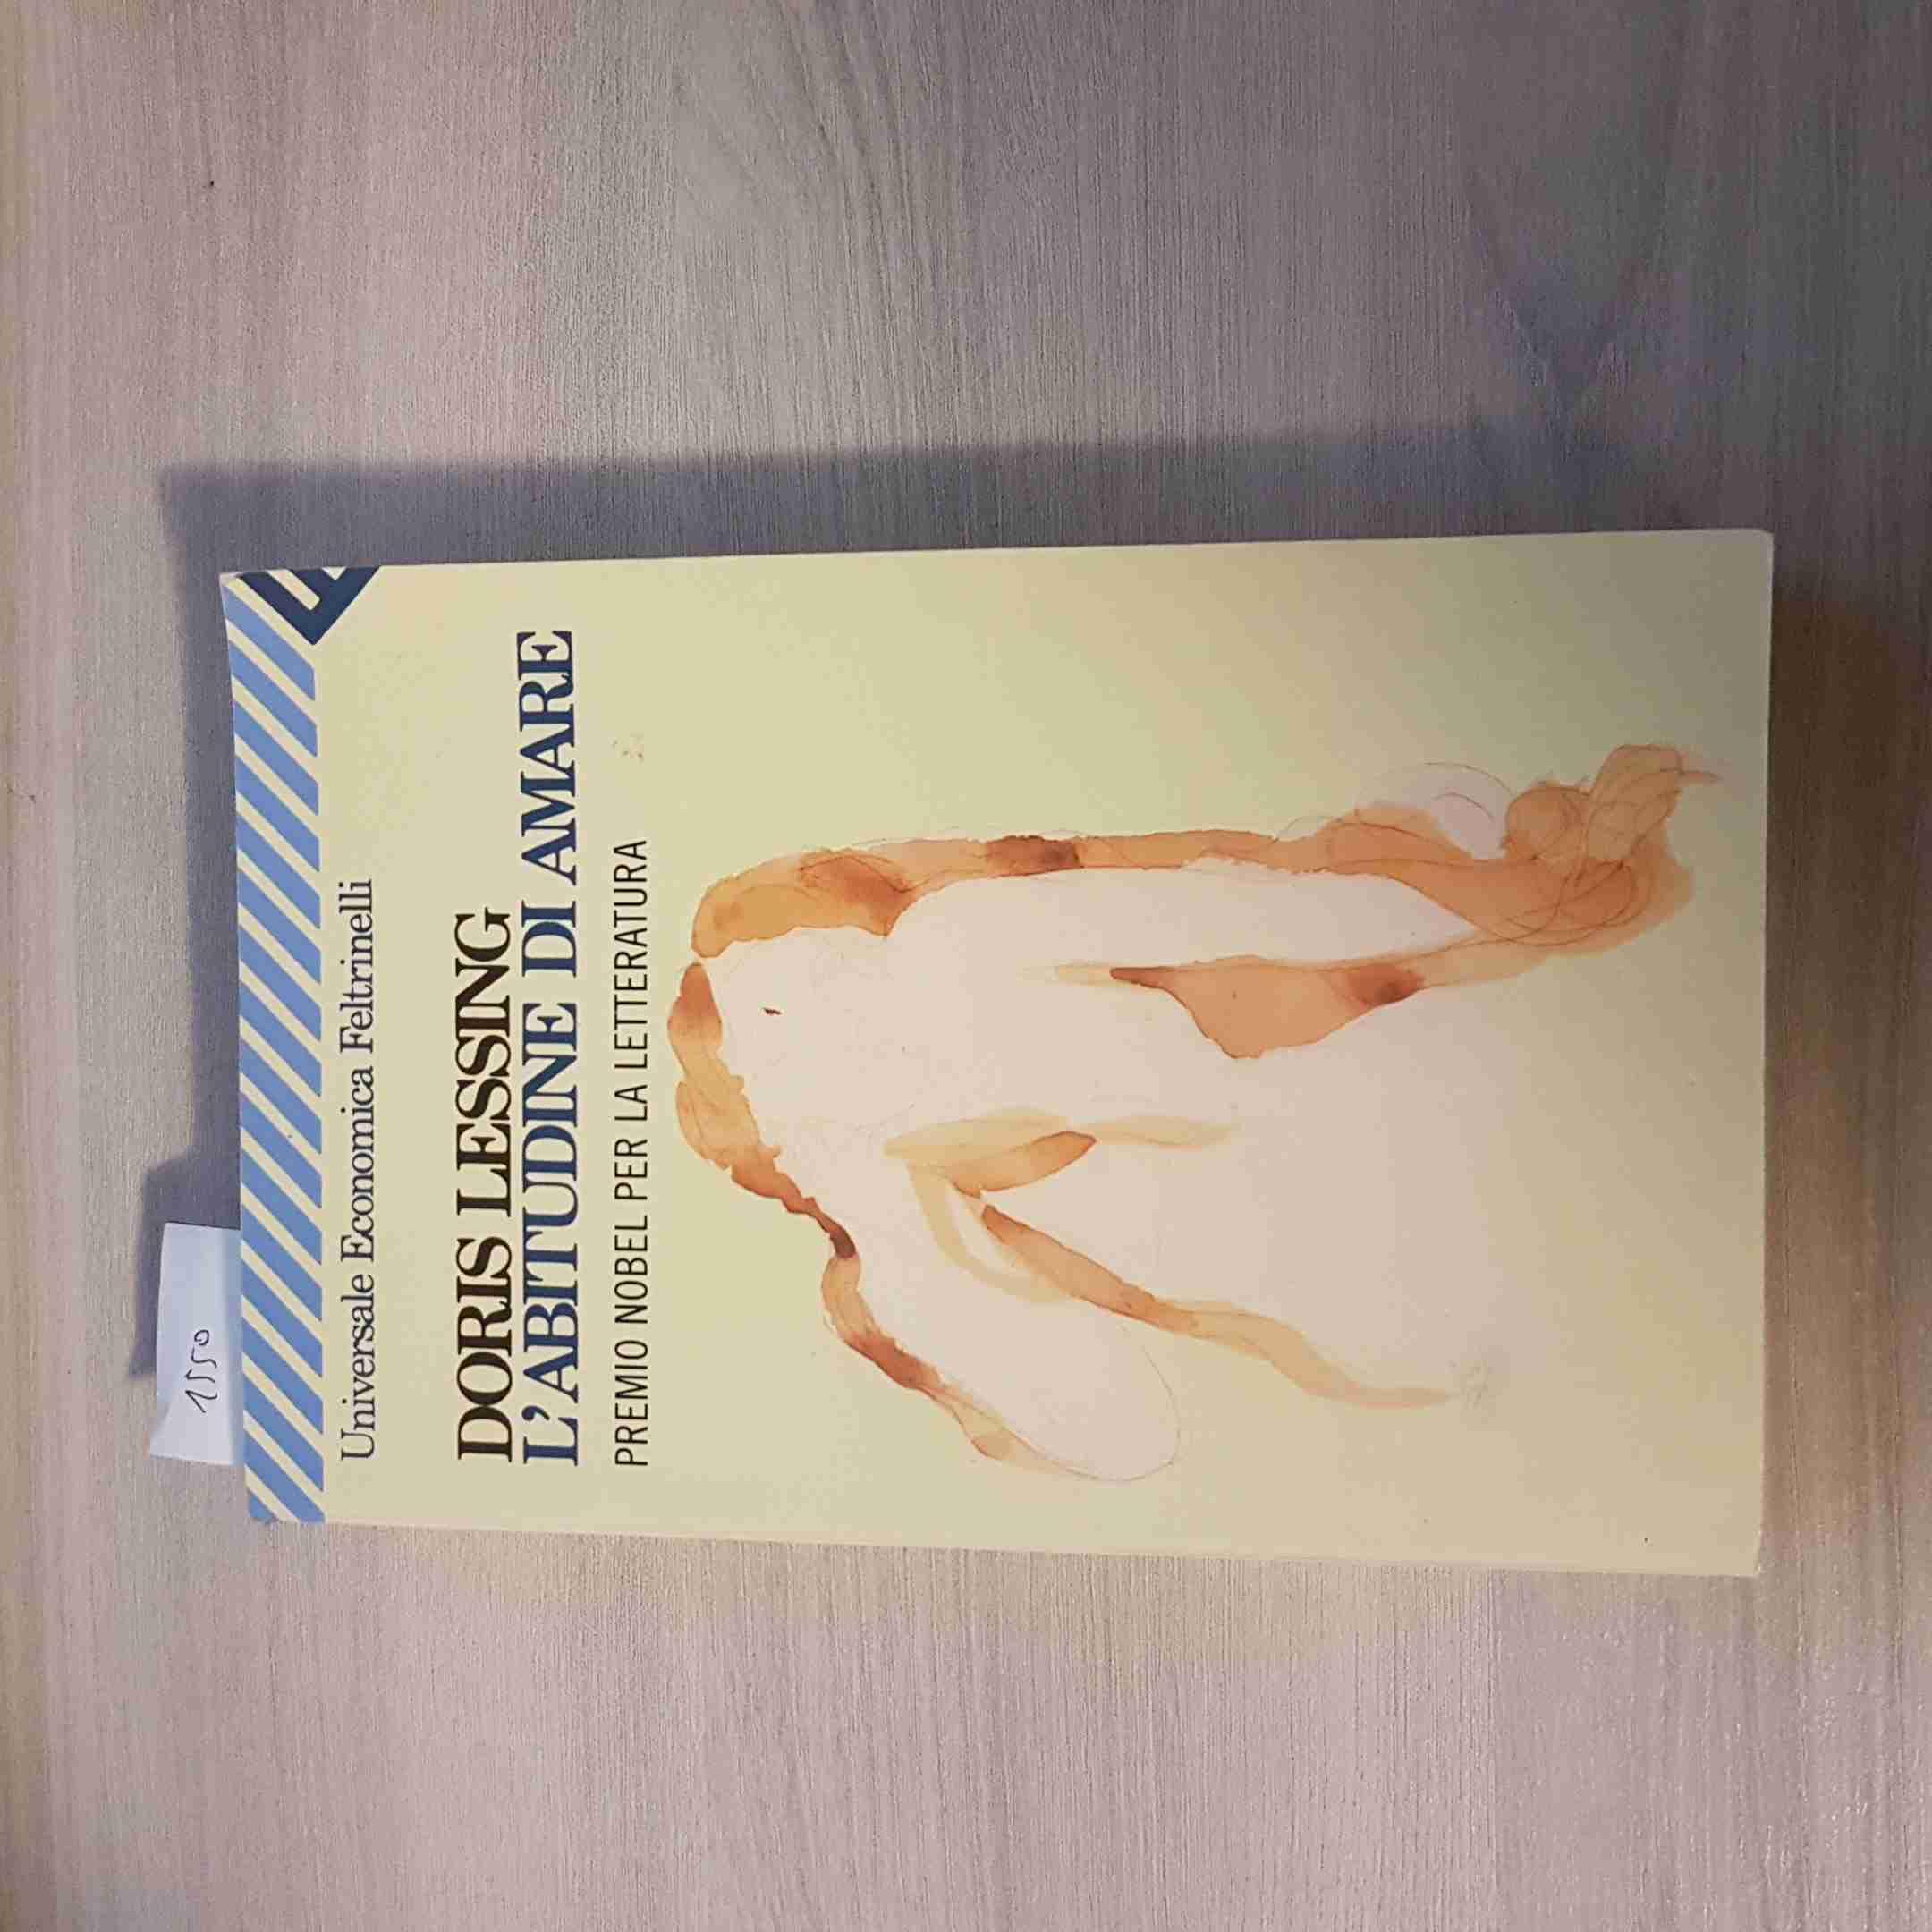 1550
Universale Economica Feltrinelli
DORIS LESSING
L'ABITUDINE DI AMARE
PREMIO NOBEL PER LA LETTERATURA